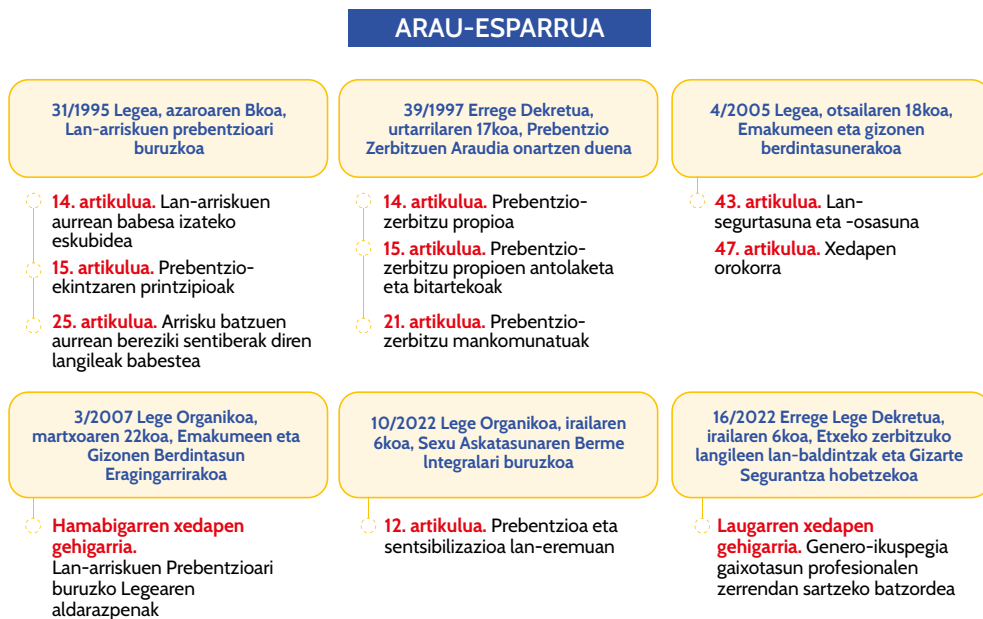 ARAU-ESPARRUA
31/1995 Legea, azaroaren Bkoa,
Lan-arriskuen prebentzioari
buruzkoa
14. artikulua. Lan-arriskuen
aurrean babesa izateko
eskubidea
15. artikulua. Prebentzio-
ekintzaren printzipioak
25. artikulua. Arrisku batzuen
aurrean bereziki sentiberak diren
langileak babestea
39/1997 Errege Dekretua,
urtarrilaren 17koa, Prebentzio
Zerbitzuen Araudia onartzen duena
14. artikulua. Prebentzio-
zerbitzu propioa
15. artikulua. Prebentzio-
zerbitzu propioen antolaketa
eta bitartekoak
21. artikulua. Prebentzio-
zerbitzu mankomunatuak
4/2005 Legea, otsailaren 18koa,
Emakumeen eta gizonen
berdintasunerakoa
43. artikulua. Lan-
segurtasuna eta -osasuna
47. artikulua. Xedapen
orokorra
3/2007 Lege Organikoa,
martxoaren 22koa, Emakumeen eta
Gizonen Berdintasun
Eragingarrirakoa
Hamabigarren xedapen
gehigarria.
Lan-arriskuen Prebentzioari
buruzko Legearen
aldarazpenak
10/2022 Lege Organikoa, irailaren
6koa, Sexu Askatasunaren Berme
lntegralari buruzkoa
12. artikulua. Prebentzioa eta
sentsibilizazioa lan-eremuan
16/2022 Errege Lege Dekretua,
irailaren 6koa, Etxeko zerbitzuko
langileen lan-baldintzak eta Gizarte
Segurantza hobetzekoa
Laugarren xedapen
gehigarria. Genero-ikuspegia
gaixotasun profesionalen
zerrendan sartzeko batzordea